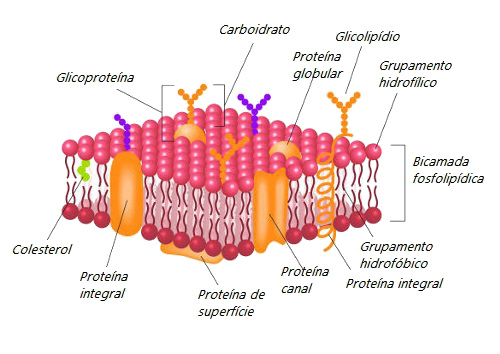 Carboidrato
Glicolipídio
Proteína
globular
Grupamento
hidrofílico
Glicoproteína
Bicamada
fosfolipídica
Colesterol
Grupamento
hidrofóbico
Proteína
integral
Proteína
canal
Proteína integral
Proteína de
superfície